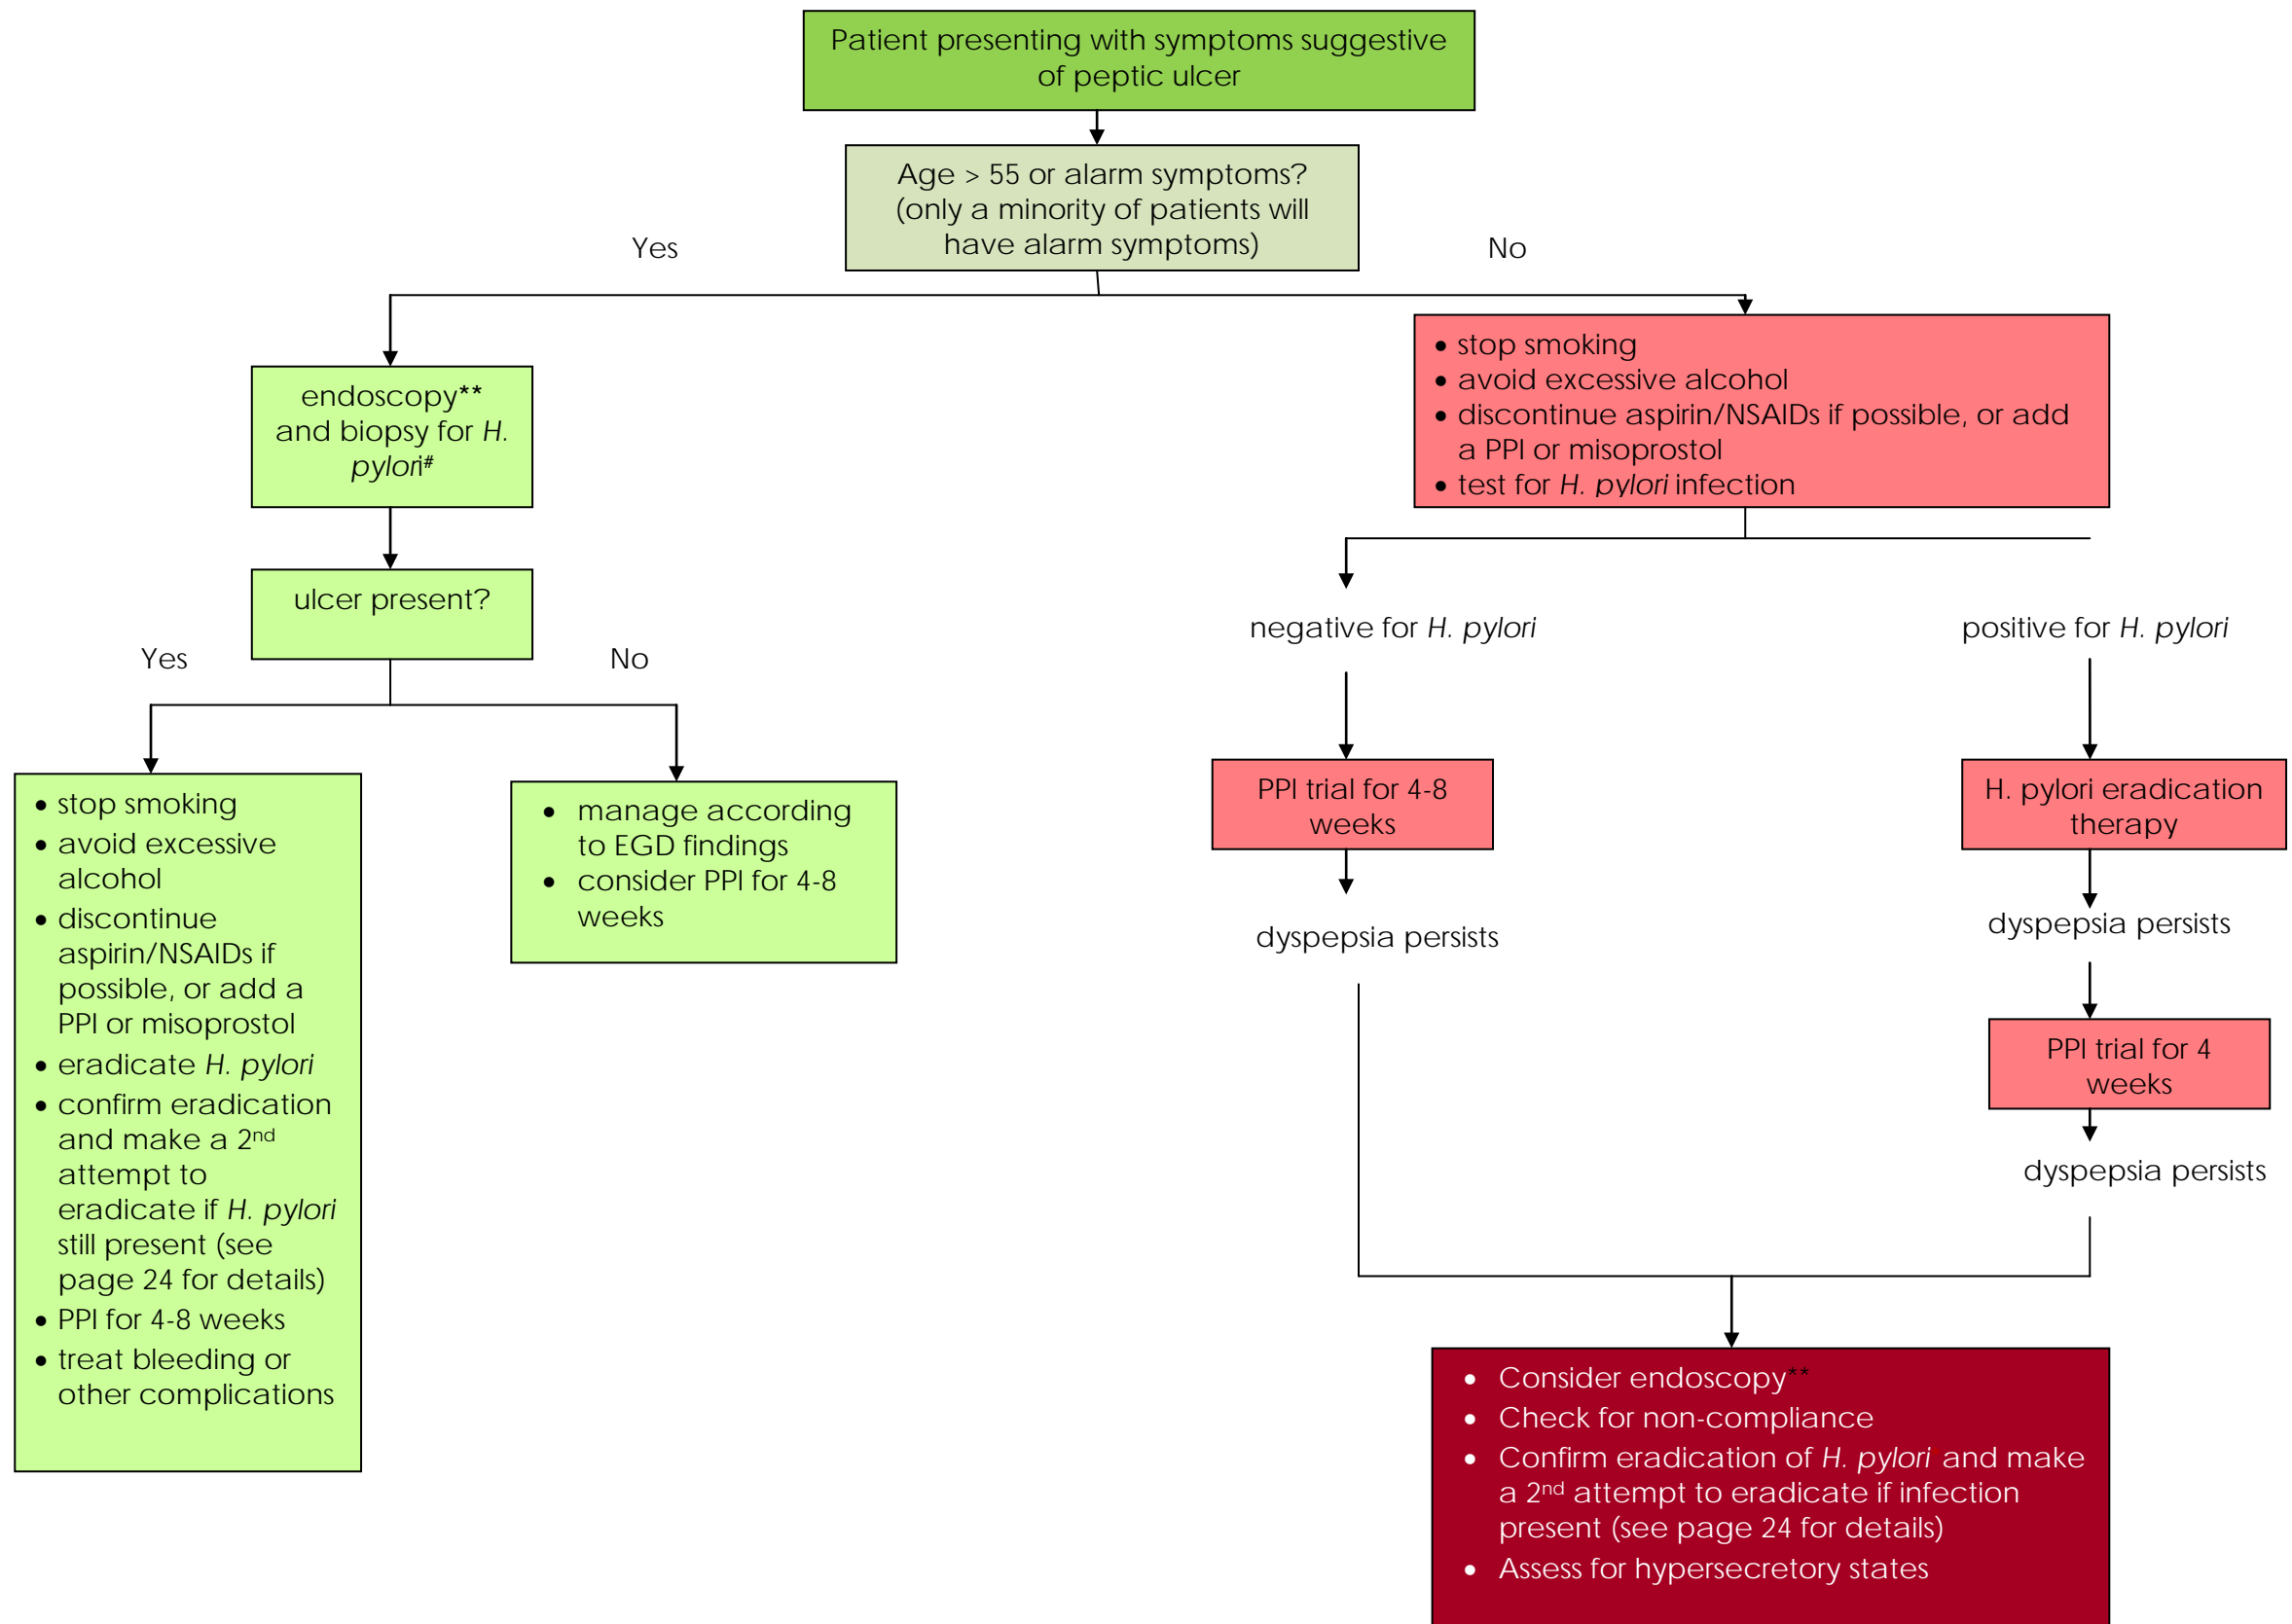 Patient presenting with symptoms suggestive
of peptic ulcer
Age > 55 or alarm symptoms?
(only a minority of patients will
have alarm symptoms)
Yes
No
endoscopy**
and biopsy for H.
pylori#
ulcer present?
Yes
No
• stop smoking
• avoid excessive
alcohol
• discontinue
aspirin/NSAIDs if
possible, or add a
PPI or misoprostol
• eradicate H. pylori
• confirm eradication
and make a 2nd
attempt to
eradicate if H. pylori
still present (see
page 24 for details)
• PPI for 4-8 weeks
• treat bleeding or
other complications
• manage according
to EGD findings
• consider PPI for 4-8
weeks
• stop smoking
• avoid excessive alcohol
• discontinue aspirin/NSAIDs if possible, or add
a PPI or misoprostol
• test for H. pylori infection
negative for H. pylori
PPI trial for 4-8
weeks
dyspepsia persists
positive for H. pylori
H. pylori eradication
therapy
dyspepsia persists
PPI trial for 4
weeks
dyspepsia persists
• Consider endoscopy**
• Check for non-compliance
• Confirm eradication of H. pylori and make
a 2nd attempt to eradicate if infection
present (see page 24 for details)
• Assess for hypersecretory states